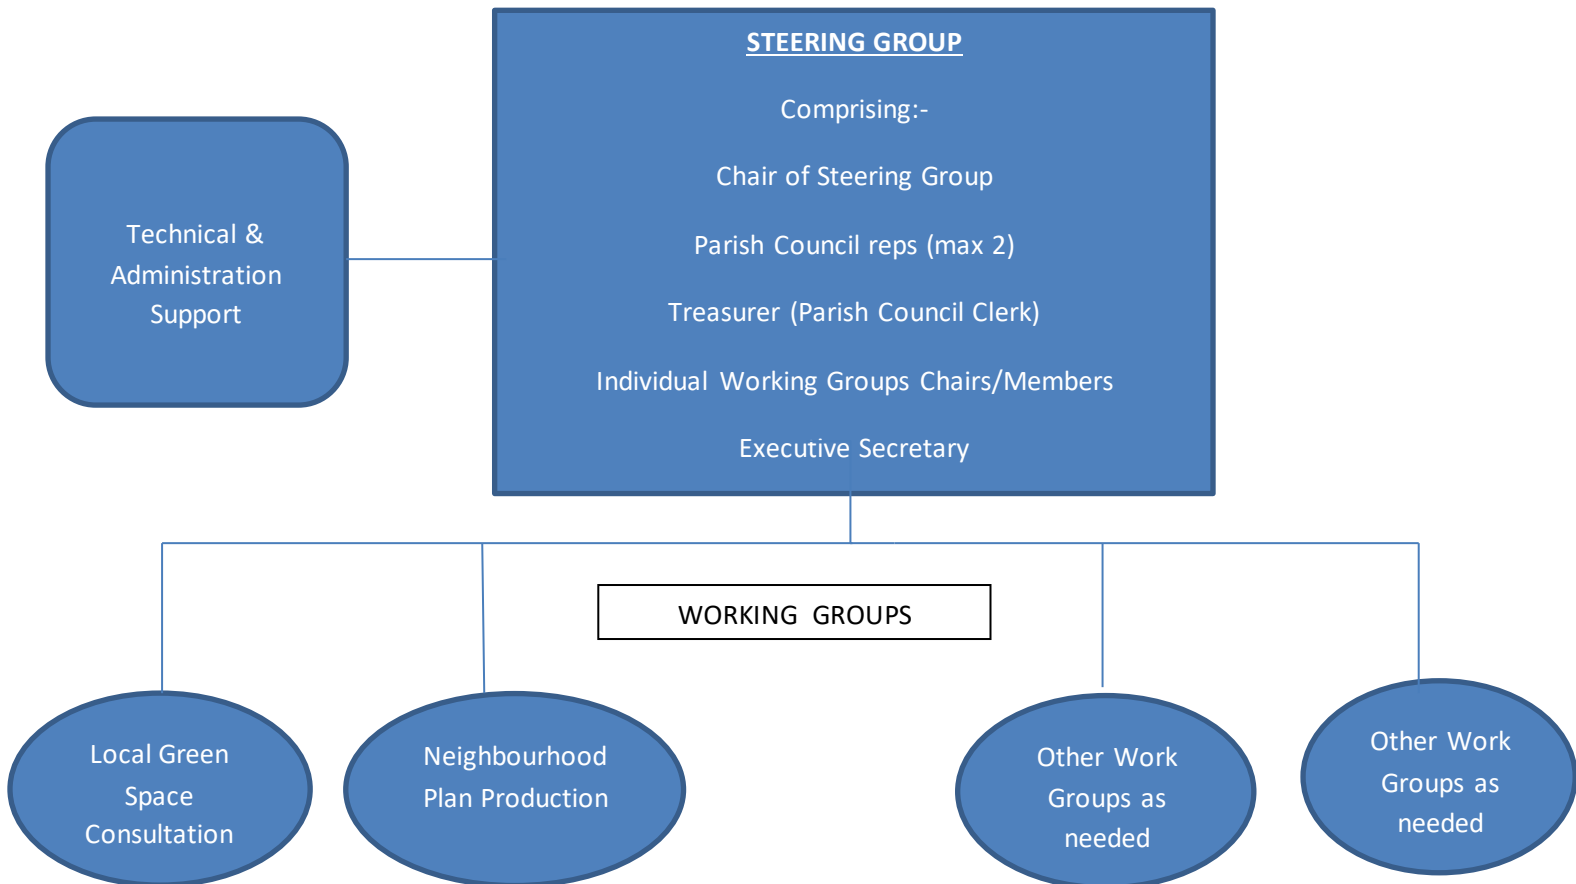 STEERING GROUP
Comprising:-
Chair of Steering Group
Parish Council reps (max 2)
Treasurer (Parish Council Clerk)
Individual Working Groups Chairs/Members
Executive Secretary
Technical &
Administration
Support
WORKING GROUPS
Local Green
Space
Consultation
Neighbourhood
Plan Production
Other Work
Groups as
needed
Other Work
Groups as
needed